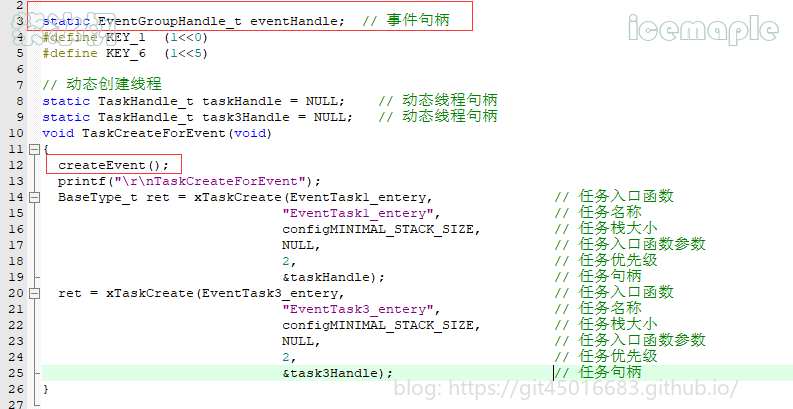 icemaple
2
3 static EventGroupHandle_t eventHandle;  // 事件句柄
4 #define KEY_1  (1<<0)
5 #define KEY_6  (1<<5)
6
7 // 动态创建线程
8 static TaskHandle_t taskHandle = NULL;    // 动态线程句柄
9 static TaskHandle_t task3Handle = NULL;   // 动态线程句柄
10 void TaskCreateForEvent(void)
11 {
12   createEvent();
13   printf("\r\nTaskCreateForEvent");
14   BaseType_t ret = xTaskCreate(EventTask1_entery,               // 任务入口函数
15                                "EventTask1_entery",              // 任务名称
16                                configMINIMAL_STACK_SIZE,         // 任务栈大小
17                                NULL,                             // 任务入口函数参数
18                                2,                                // 任务优先级
19                                &taskHandle);                     // 任务句柄
20   ret = xTaskCreate(EventTask3_entery,                          // 任务入口函数
21                                "EventTask3_entery",              // 任务名称
22                                configMINIMAL_STACK_SIZE,         // 任务栈大小
23                                NULL,                             // 任务入口函数参数
24                                2,                                // 任务优先级
25                                &task3Handle);                    // 任务句柄
26 }
27
blog: https://git45016683.github.io/